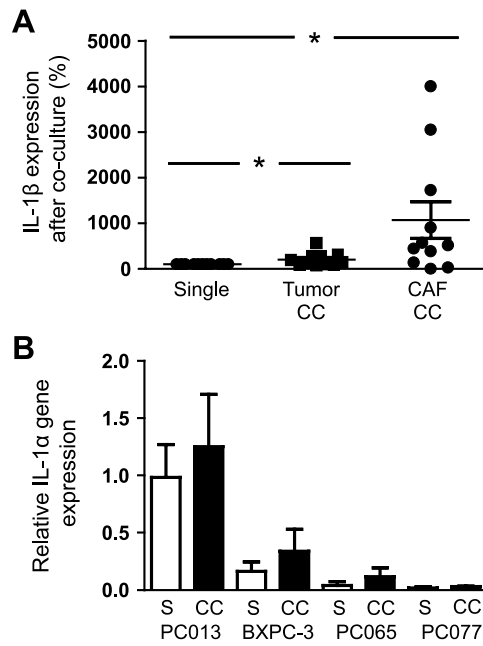 A
IL-1β expression
after co-culture (%)
5000
4000
3000
2000
1000
0
*
*
Single
Tumor
CC
CAF
CC
B
Relative IL-1α gene
expression
2.0
1.5
1.0
0.5
0.0
S CC S CC S CC S CC
PC013 BXPC-3 PC065 PC077